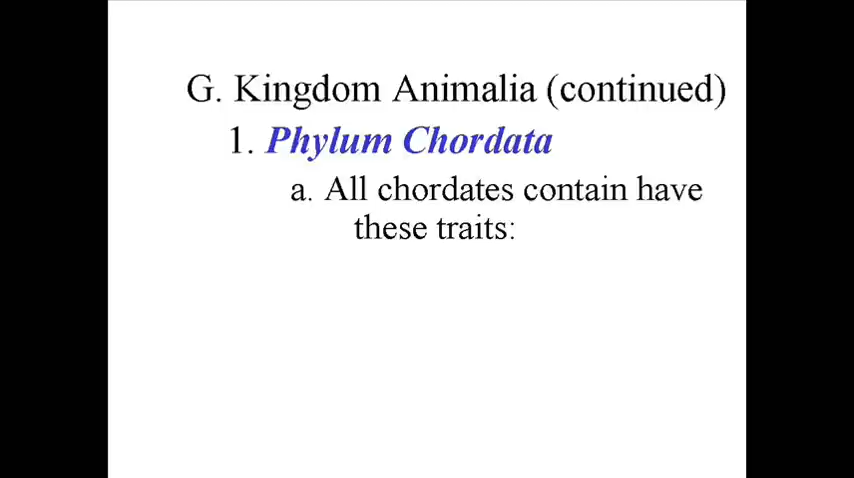 G. Kingdom Animalia (continued)
1. Phylum Chordata
a. All chordates contain have
these traits: